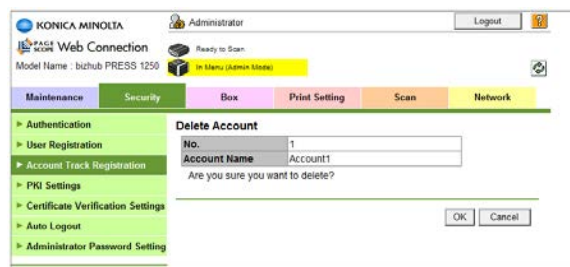 KONICA MINOLTA
Administrator
Logout
?
PAGE SCOPE Web Connection
Ready to Scan
Model Name : bizhub PRESS 1250
In Menu (Admin Mode)
Maintenance Security Box Print Setting Scan Network
Authentication
User Registration
Account Track Registration
PKI Settings
Certificate Verification Settings
Auto Logout
Administrator Password Setting
Delete Account
No. 1
Account Name Account1
Are you sure you want to delete?
OK Cancel